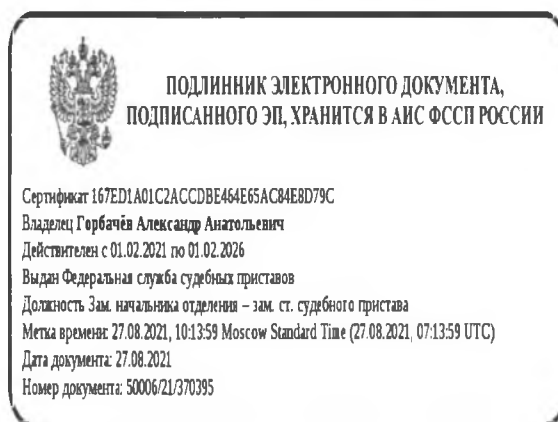 ПОДЛИННИК ЭЛЕКТРОННОГО ДОКУМЕНТА,
ПОДПИСАННОГО ЭП, ХРАНИТСЯ В АИС ФССП РОССИИ
Сертификат 167ED1A01C2ACCDBE464E65AC84E8D79C
Владелец Горбачёв Александр Анатольевич
Действителен с 01.02.2021 по 01.02.2026
Выдан Федеральная служба судебных приставов
Должность Зам. начальника отделения – зам. ст. судебного пристава
Метка времени: 27.08.2021, 10:13:59 Moscow Standard Time (27.08.2021, 07:13:59 UTC)
Дата документа: 27.08.2021
Номер документа: 50006/21/370395